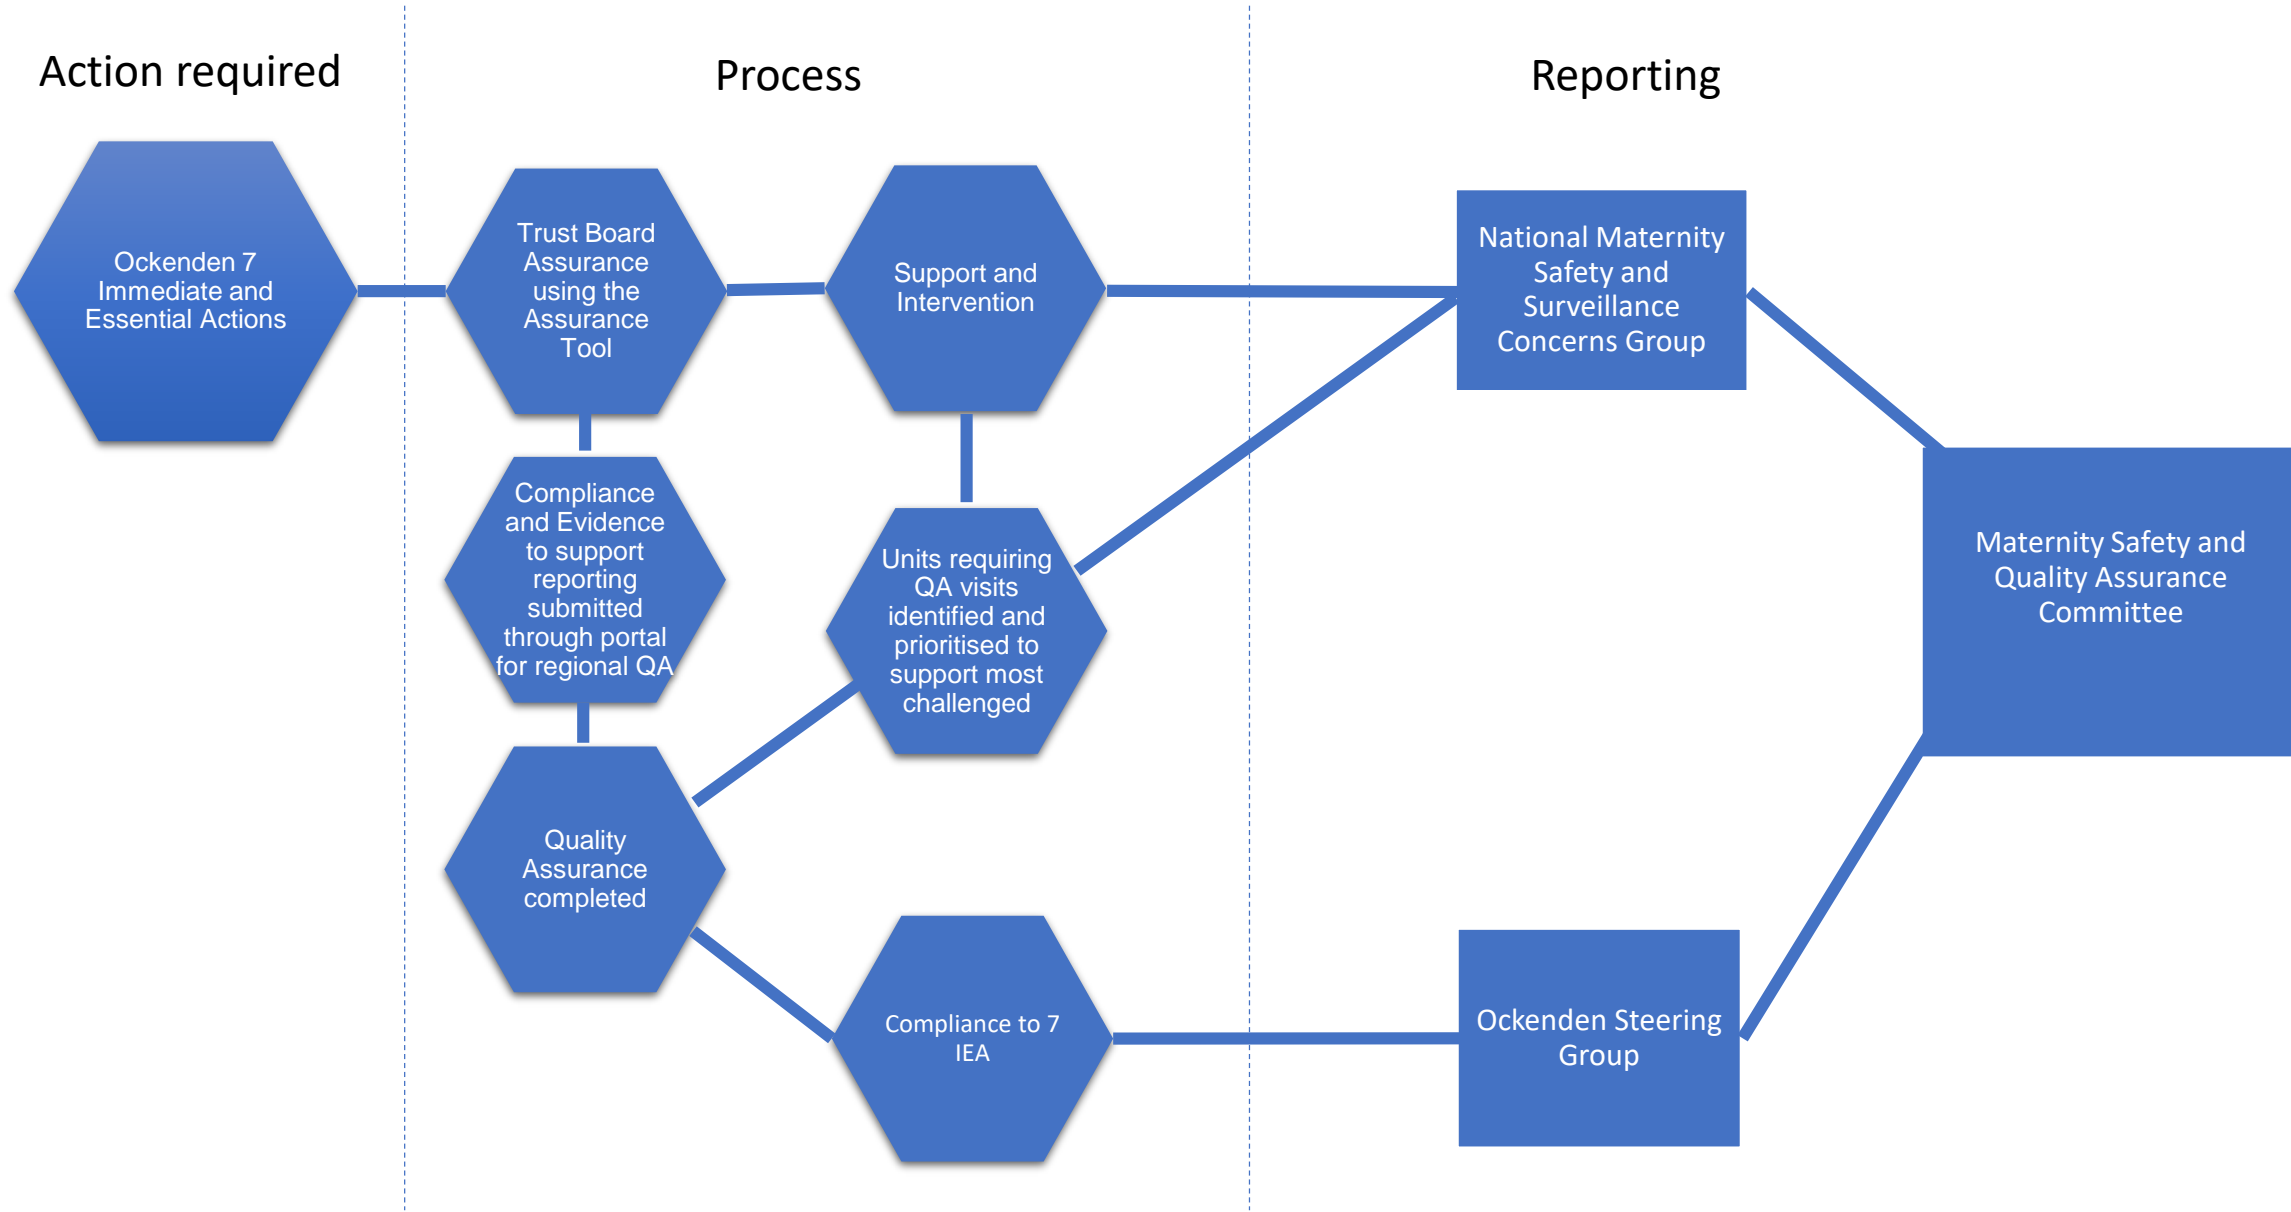 Action required
Process
Reporting
Ockenden 7
Immediate and
Essential Actions
Trust Board
Assurance
using the
Assurance
Tool
Support and
Intervention
National Maternity
Safety and
Surveillance
Concerns Group
Compliance
and Evidence
to support
reporting
submitted
through portal
for regional QA
Units requiring
QA visits
identified and
prioritised to
support most
challenged
Maternity Safety and
Quality Assurance
Committee
Quality
Assurance
completed
Compliance to 7
IEA
Ockenden Steering
Group